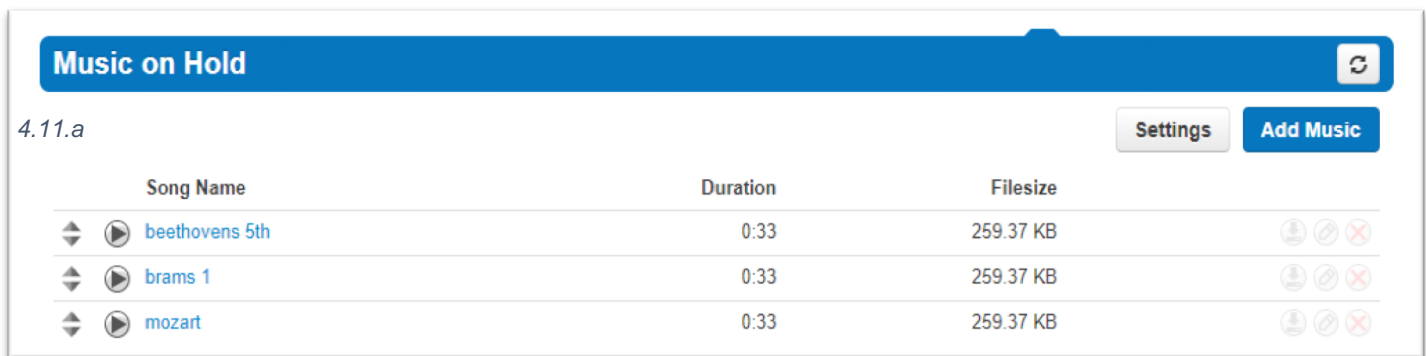 Music on Hold
4.11.a
Settings Add Music
Song Name Duration Filesize
beethovens 5th 0:33 259.37 KB
brams 1 0:33 259.37 KB
mozart 0:33 259.37 KB